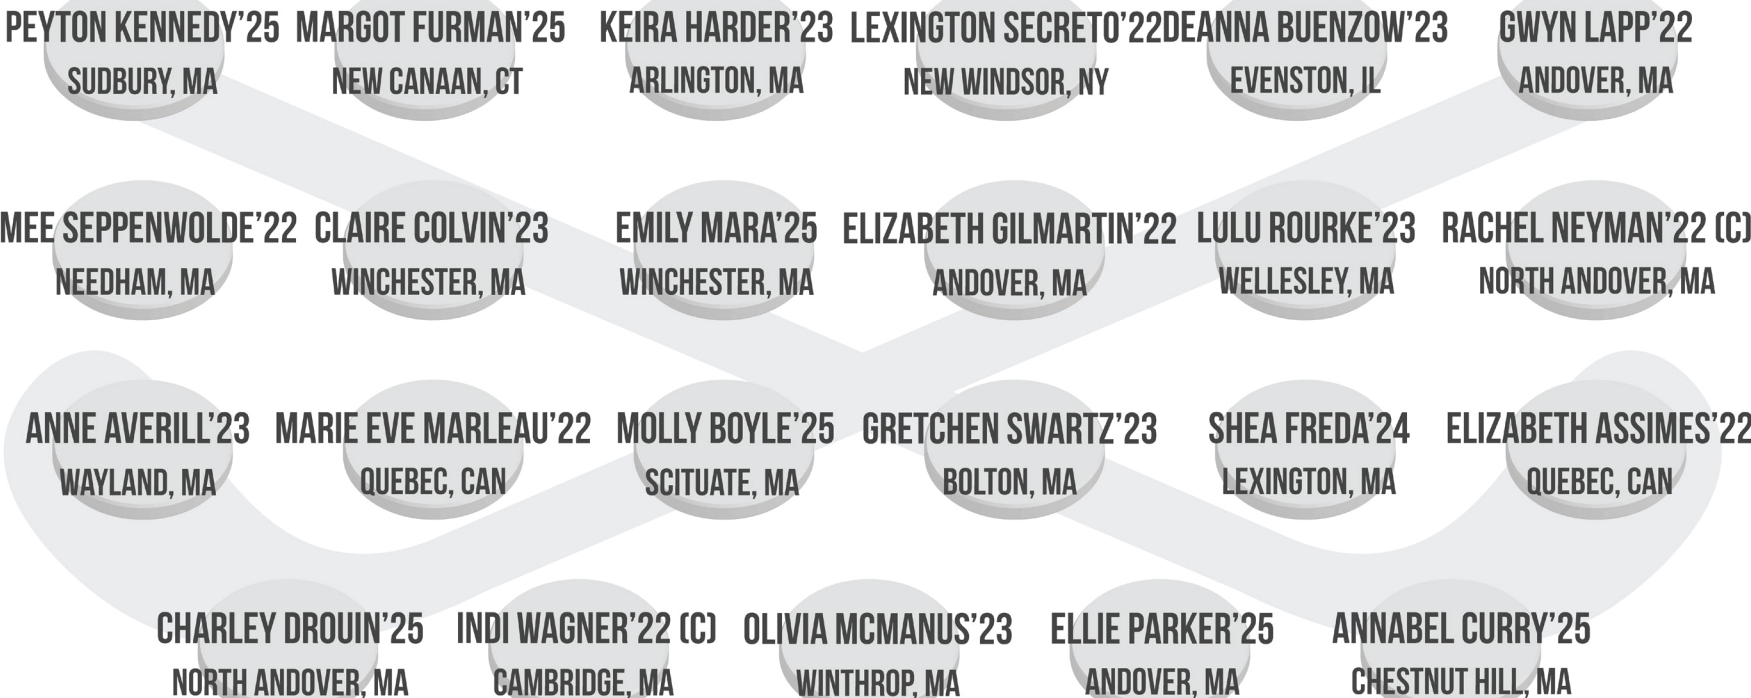 PEYTON KENNEDY'25 MARGOT FURMAN'25 KEIRA HARDER'23 LEXINGTON SECRETO'22 DEANNA BUENZOW'23 GWYN LAPP'22
SUDBURY, MA NEW CANAAN, CT ARLINGTON, MA NEW WINDSOR, NY EVENSTON, IL ANDOVER, MA
MEE SEPPENWOLDE'22 CLAIRE COLVIN'23 EMILY MARA'25 ELIZABETH GILMARTIN'22 LULU ROURKE'23 RACHEL NEYMAN'22 (C)
NEEDHAM, MA WINCHESTER, MA WINCHESTER, MA ANDOVER, MA WELLESLEY, MA NORTH ANDOVER, MA
ANNE AVERILL'23 MARIE EVE MARLEAU'22 MOLLY BOYLE'25 GRETCHEN SWARTZ'23 SHEA FREDA'24 ELIZABETH ASSIMES'22
WAYLAND, MA QUEBEC, CAN SCITUATE, MA BOLTON, MA LEXINGTON, MA QUEBEC, CAN
CHARLEY DROUIN'25 INDI WAGNER'22 (C) OLIVIA MCMANUS'23 ELLIE PARKER'25 ANNABEL CURRY'25
NORTH ANDOVER, MA CAMBRIDGE, MA WINTHROP, MA ANDOVER, MA CHESTNUT HILL, MA